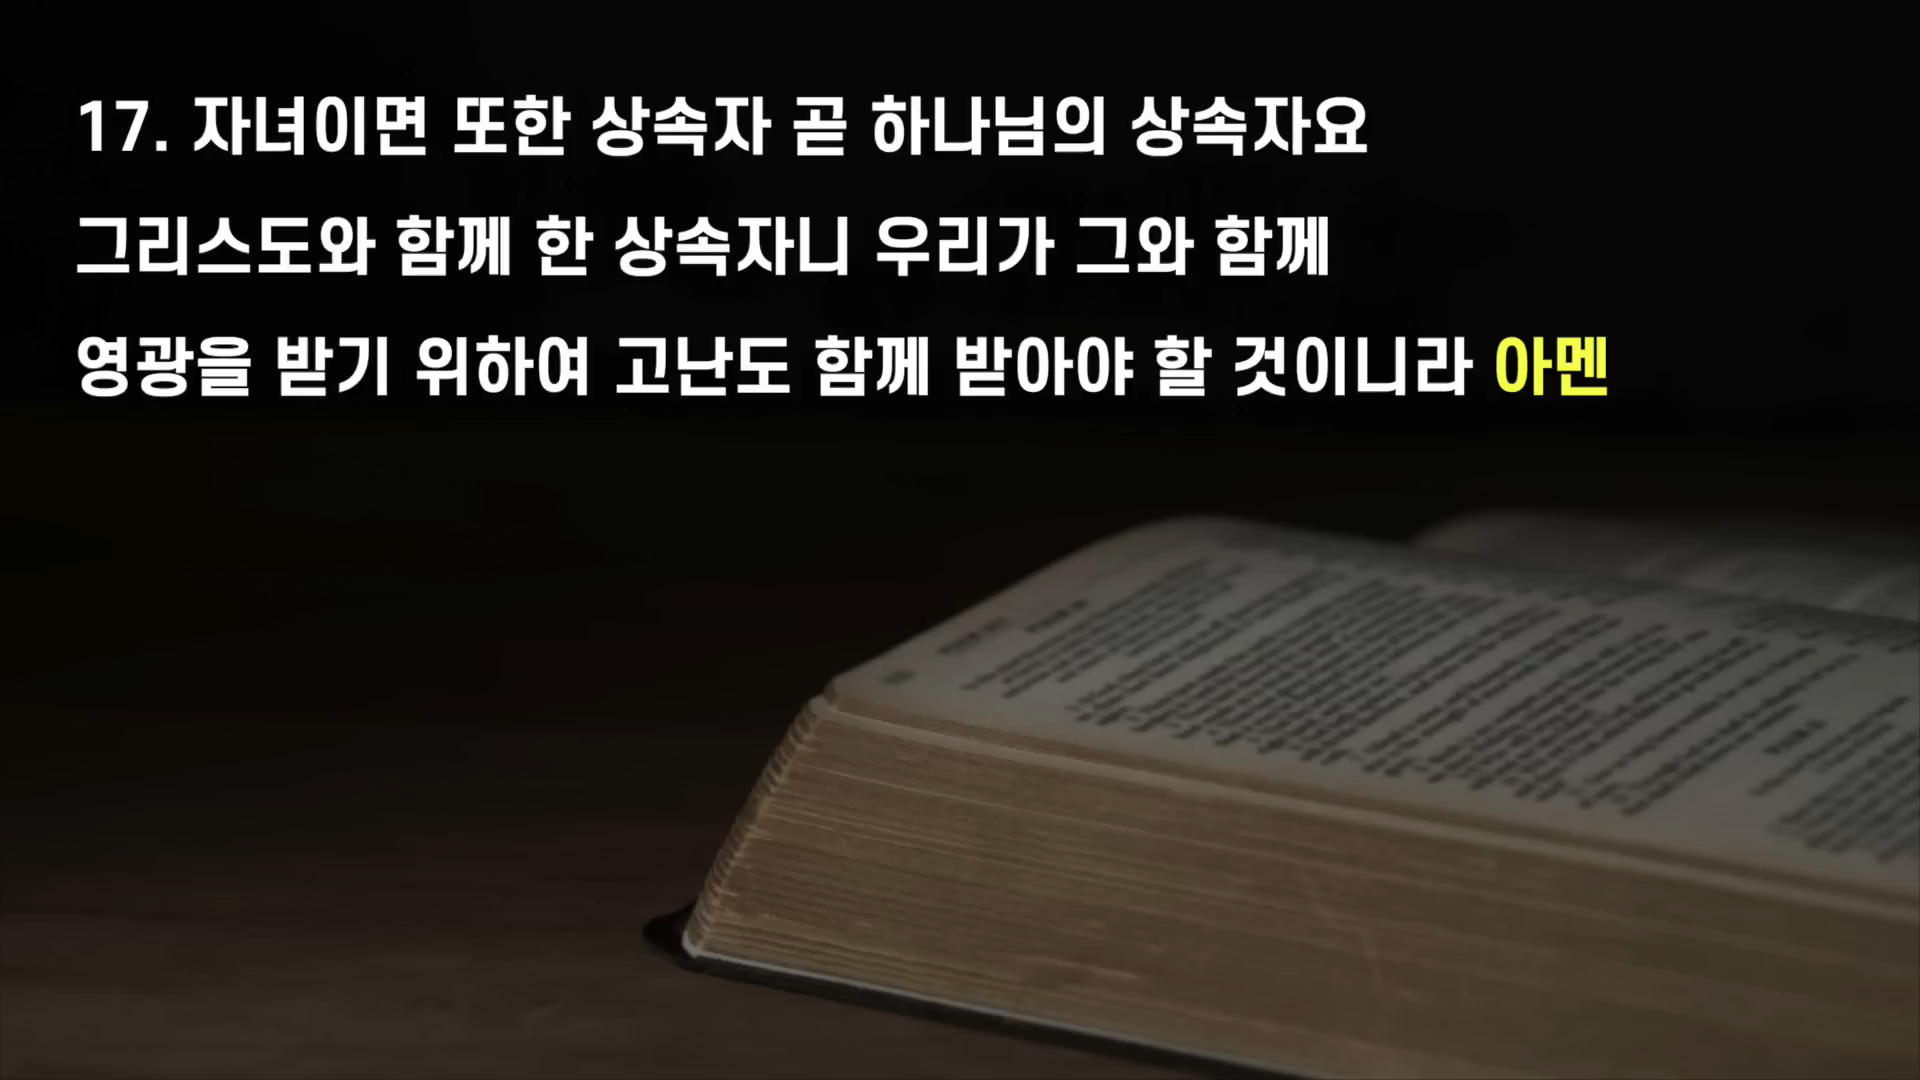 17. 자녀이면 또한 상속자 곧 하나님의 상속자요
그리스도와 함께 한 상속자니 우리가 그와 함께
영광을 받기 위하여 고난도 함께 받아야 할 것이니라 아멘